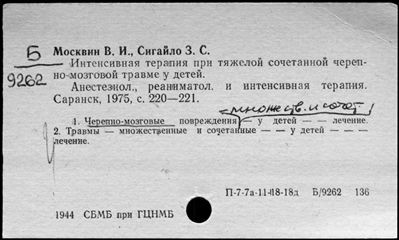 Б
9262
Москвин В. И., Сигайло З. С.
Интенсивная терапия при тяжелой сочетанной череп-
но-мозговой травме у детей.
Анестезиол., реаниматол. и интенсивная терапия.
Саранск, 1975, с. 220—221.
множеств. и сочет.
1. Черепно-мозговые повреждения — у детей — — лечение.
2. Травмы — множественные и сочетанные — — у детей — —
лечение.
П-7-7а-11-18-18д Б/9262 136
1944 СБМБ при ГЦНМБ